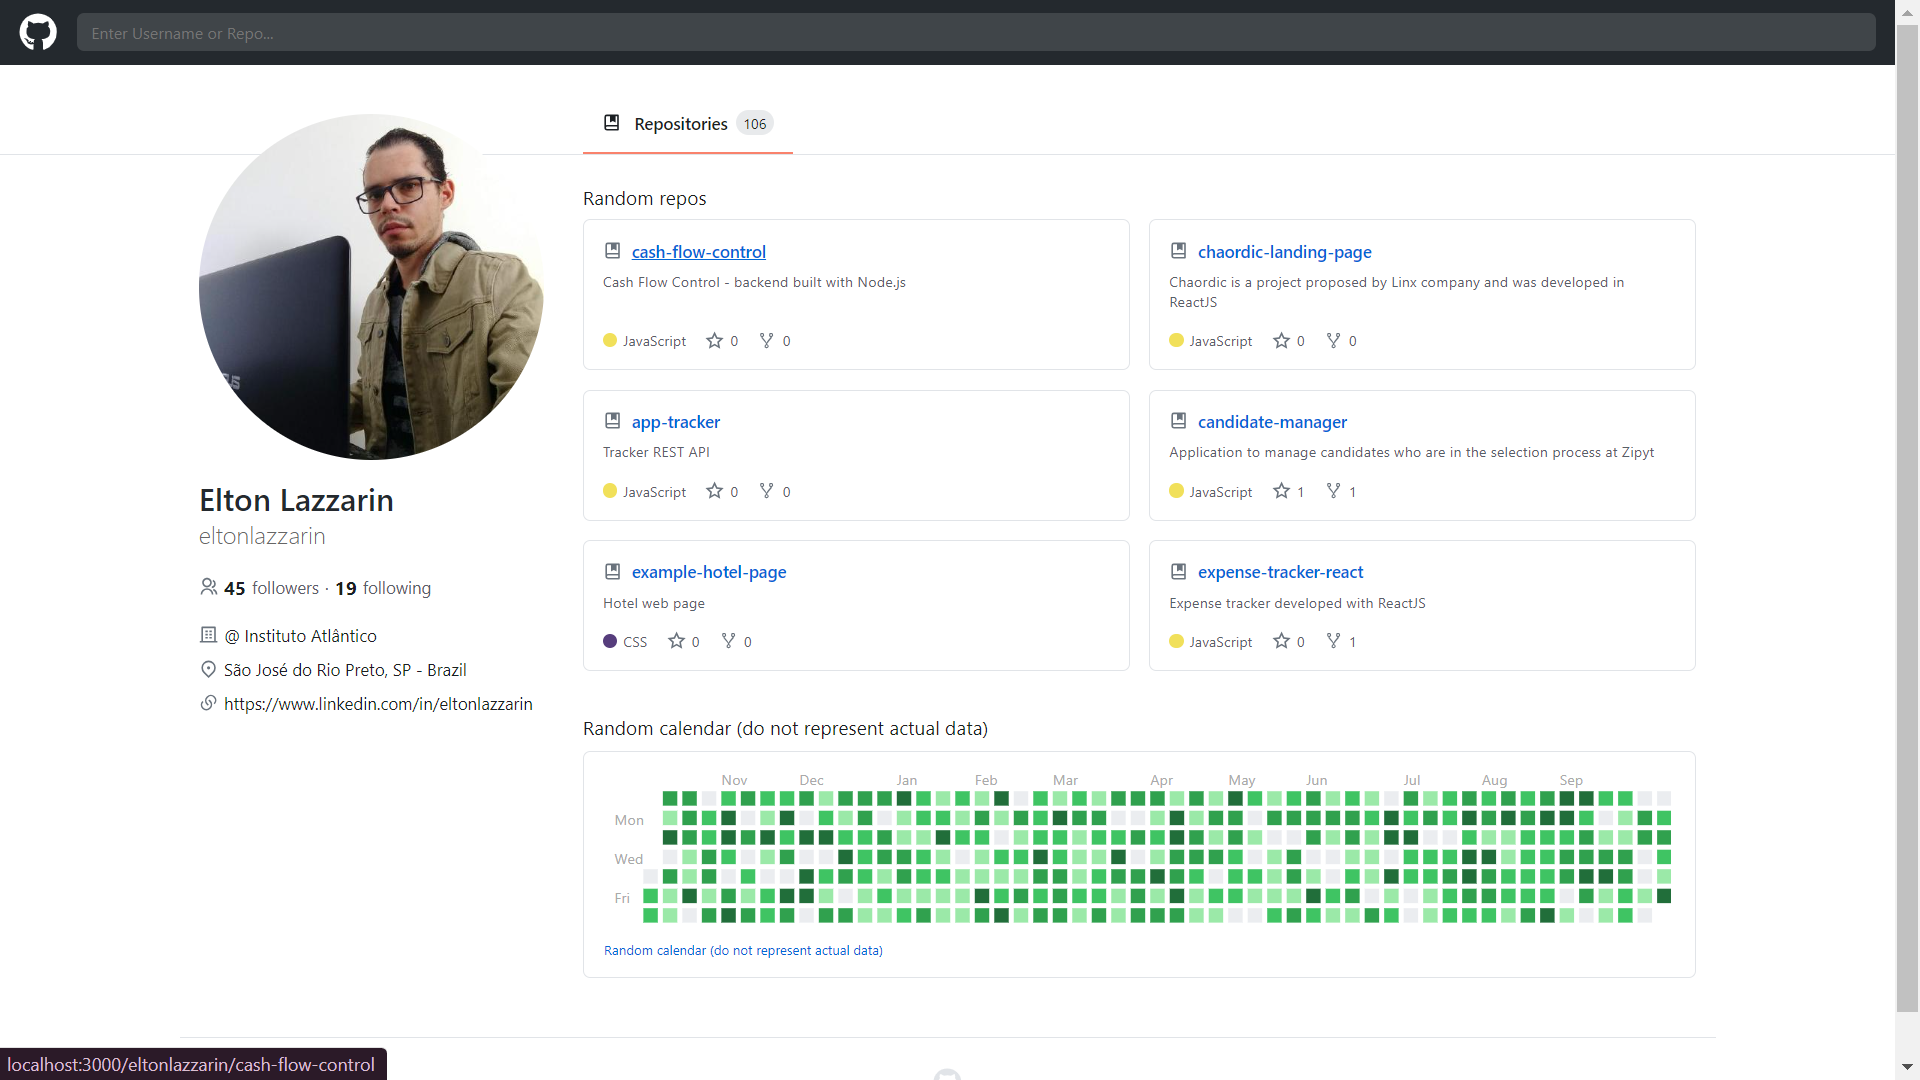 Enter Username or Repo...
Repositories 106
Elton Lazzarin
eltonlazzarin
45 followers · 19 following
@ Instituto Atlântico
São José do Rio Preto, SP - Brazil
https://www.linkedin.com/in/eltonlazzarin
Random repos
cash-flow-control
Cash Flow Control - backend built with Node.js
JavaScript 0 0
chaordic-landing-page
Chaordic is a project proposed by Linx company and was developed in
ReactJS
JavaScript 0 0
app-tracker
Tracker REST API
JavaScript 0 0
candidate-manager
Application to manage candidates who are in the selection process at Zipyt
JavaScript 1 1
example-hotel-page
Hotel web page
CSS 0 0
expense-tracker-react
Expense tracker developed with ReactJS
JavaScript 0 1
Random calendar (do not represent actual data)
Nov Dec Jan Feb Mar Apr May Jun Jul Aug Sep
Mon
Wed
Fri
Random calendar (do not represent actual data)
localhost:3000/eltonlazzarin/cash-flow-control